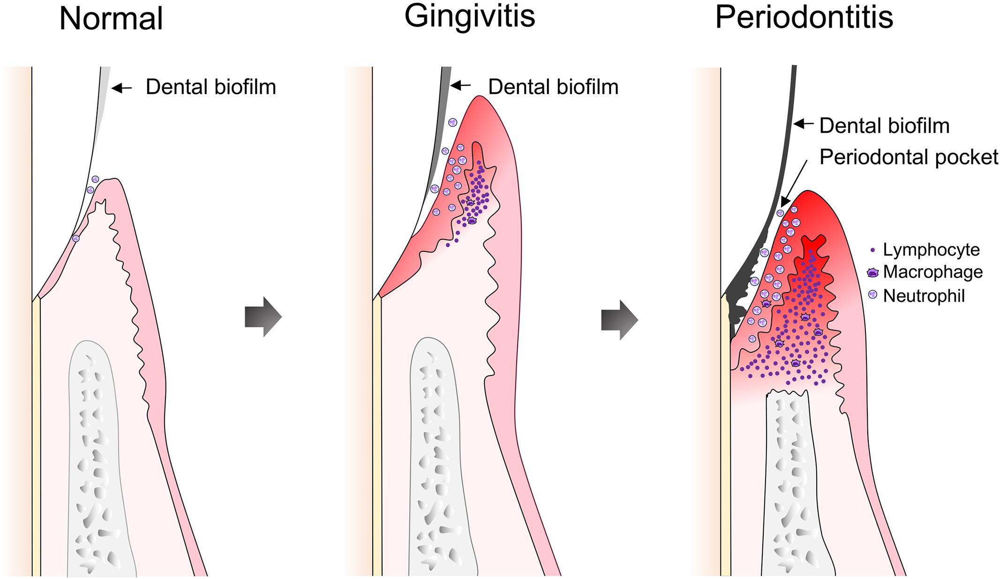 Normal
Gingivitis
Periodontitis
Dental biofilm
Dental biofilm
Dental biofilm
Periodontal pocket
Lymphocyte
Macrophage
Neutrophil